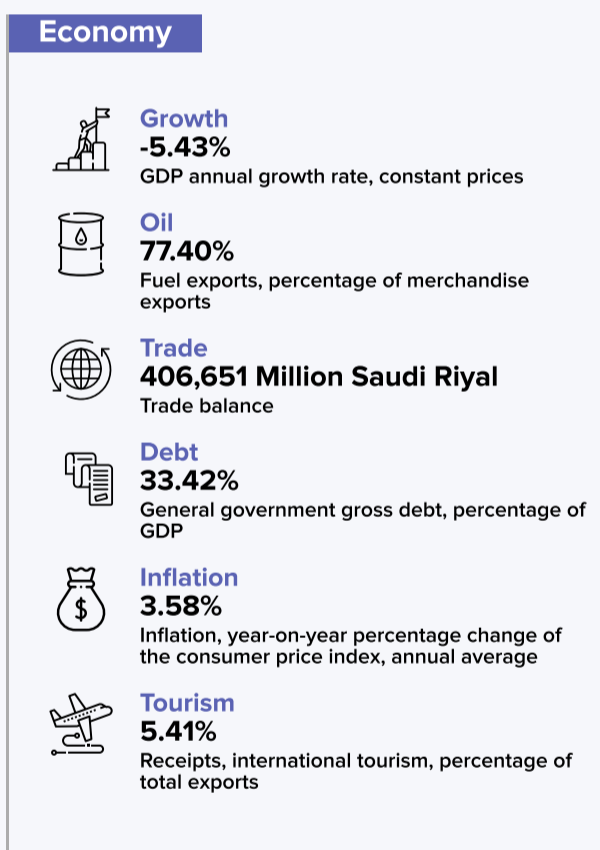 Economy
Growth
-5.43%
GDP annual growth rate, constant prices
Oil
77.40%
Fuel exports, percentage of merchandise
exports
Trade
406,651 Million Saudi Riyal
Trade balance
Debt
33.42%
General government gross debt, percentage of
GDP
$
Inflation
3.58%
Inflation, year-on-year percentage change of
the consumer price index, annual average
Tourism
5.41%
Receipts, international tourism, percentage of
total exports